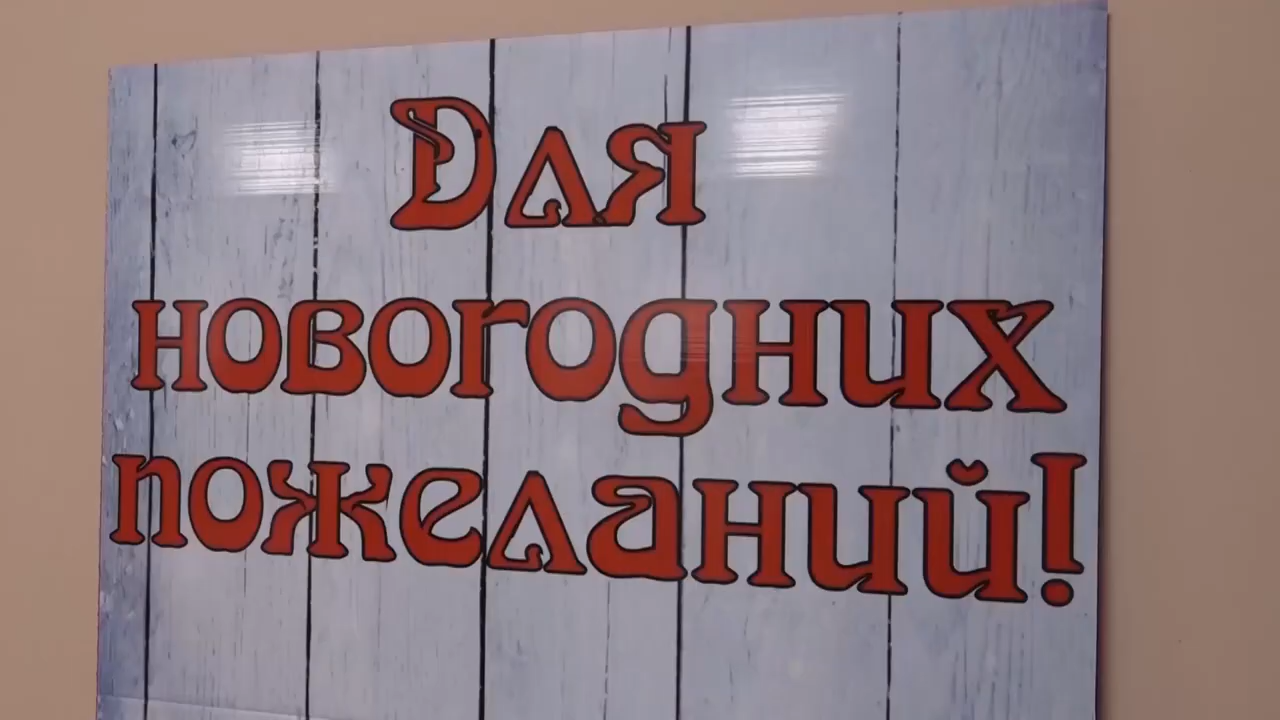 Для
новогодних
пожеланий!